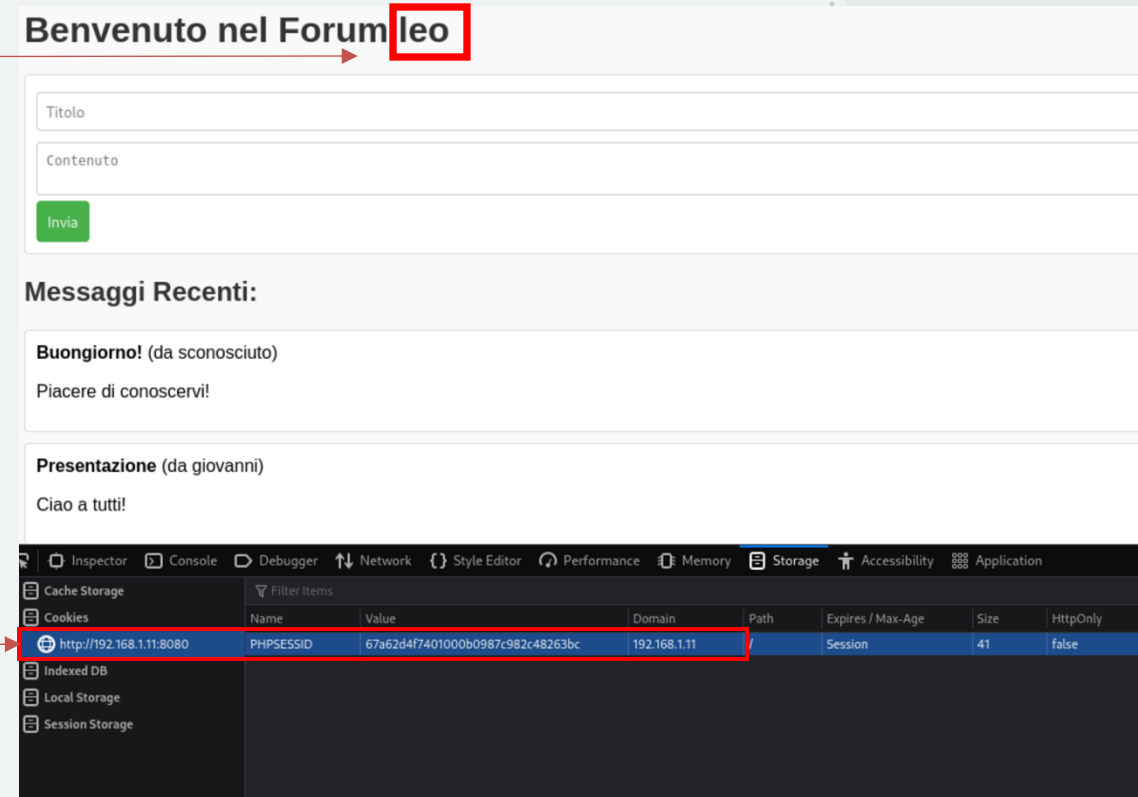 Benvenuto nel Forum leo
Titolo
Contenuto
Invia
Messaggi Recenti:
Buongiorno! (da sconosciuto)
Piacere di conoscervi!
Presentazione (da giovanni)
Ciao a tutti!
Inspector Console Debugger Network Style Editor Performance Memory Storage Accessibility Application
Cache Storage Filter Items
Cookies Name Value Domain Path Expires / Max-Age Size HttpOnly
http://192.168.1.11:8080 PHPSESSID 67a62d4f7401000b0987c982c48263bc 192.168.1.11 / Session 41 false
Indexed DB
Local Storage
Session Storage